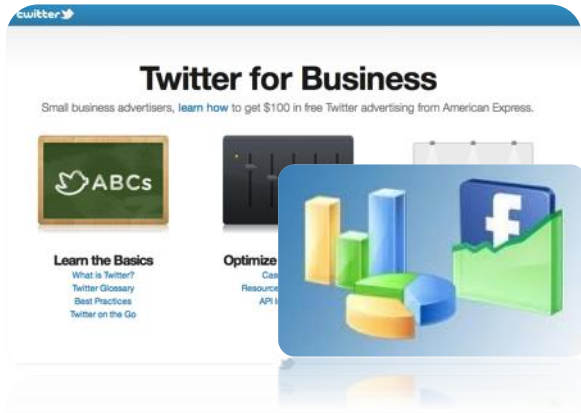 twitter
Twitter for Business
Small business advertisers, learn how to get $100 in free Twitter advertising from American Express.
ABCs
Learn the Basics
What is Twitter?
Twitter Glossary
Best Practices
Twitter on the Go
Optimize
Resource
API
f